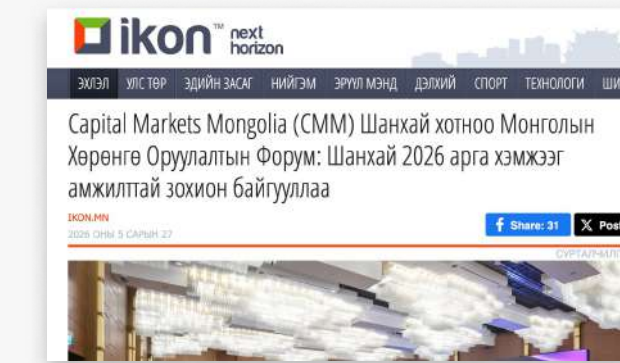 ikon™ next
horizon
ЭХЛЭЛ УЛС ТӨР ЭДИЙН ЗАСАГ НИЙГЭМ ЭРҮҮЛ МЭНД ДЭЛХИЙ СПОРТ ТЕХНОЛОГИ
Capital Markets Mongolia (CMM) Шанхай хотноо Монголын
Хөрөнгө Оруулалтын Форум: Шанхай 2026 арга хэмжээг
амжилттай зохион байгууллаа
IKON.MN
2026 ОНЫ 5 САРЫН 27
Share: 31 X Post